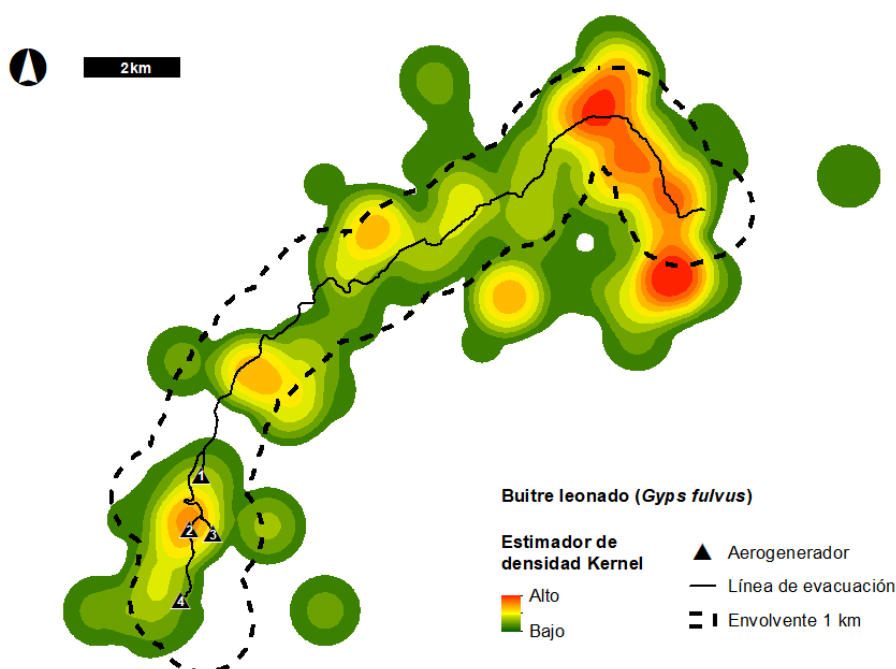 2km
1
2
3
4
Buitre leonado (Gyps fulvus)
Estimador de
densidad Kernel
Alto
Bajo
Aerogenerador
Línea de evacuación
Envolvente 1 km